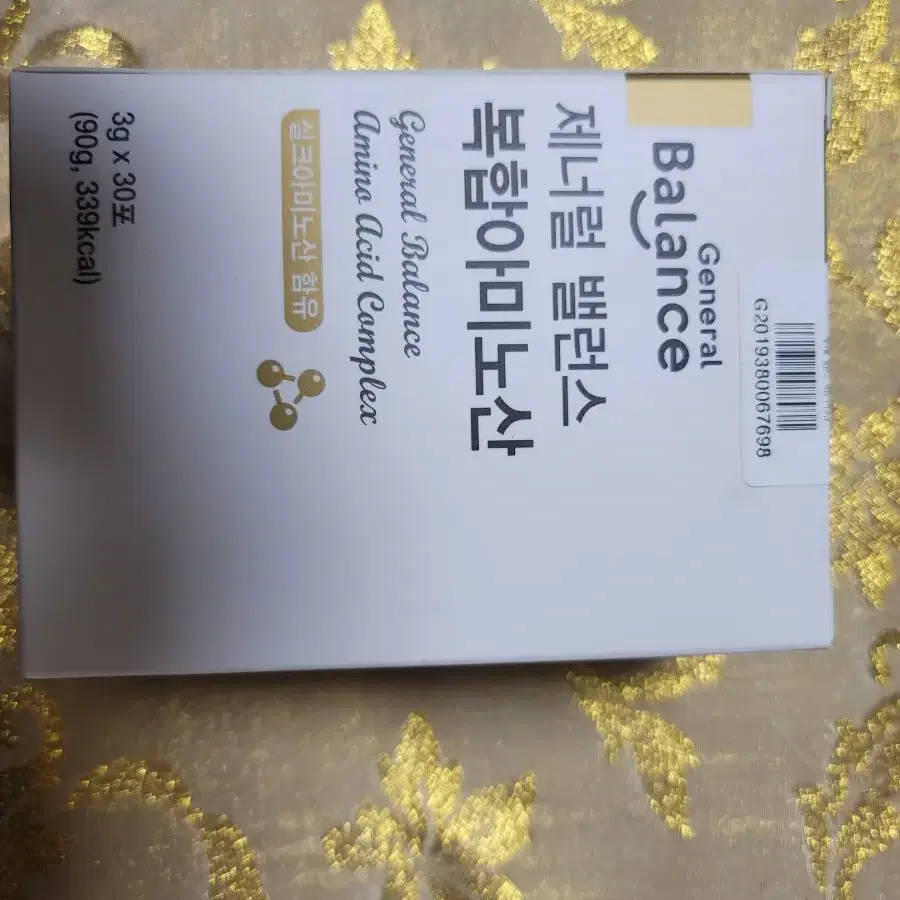 G2019380067698
General
Balance
제너럴 밸런스
복합아미노산
General Balance
Amino Acid Complex
실크아미노산 함유
3g x 30포
(90g, 339kcal)